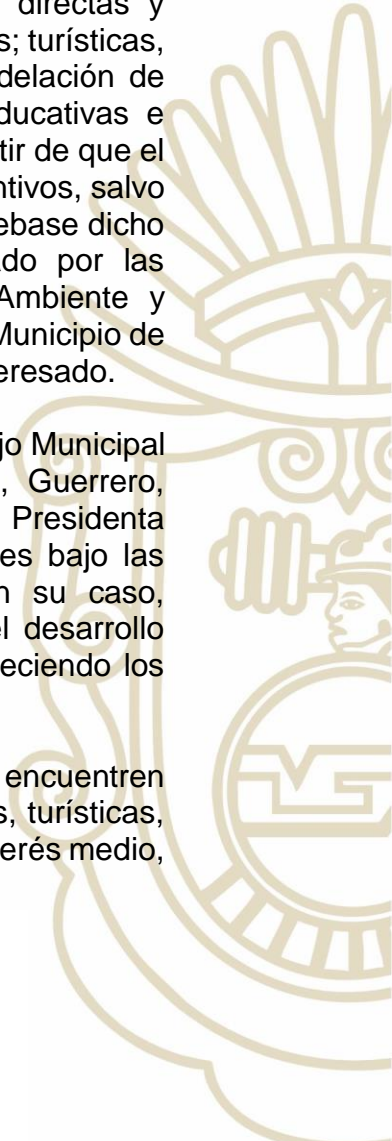 directas y
s; turísticas,
delación de
ducativas e
tir de que el
ntivos, salvo
ebase dicho
ado por las
Ambiente y
Municipio de
eresado.
jo Municipal
, Guerrero,
Presidenta
es bajo las
n su caso,
el desarrollo
eciendo los
encuentren
s, turísticas,
erés medio,